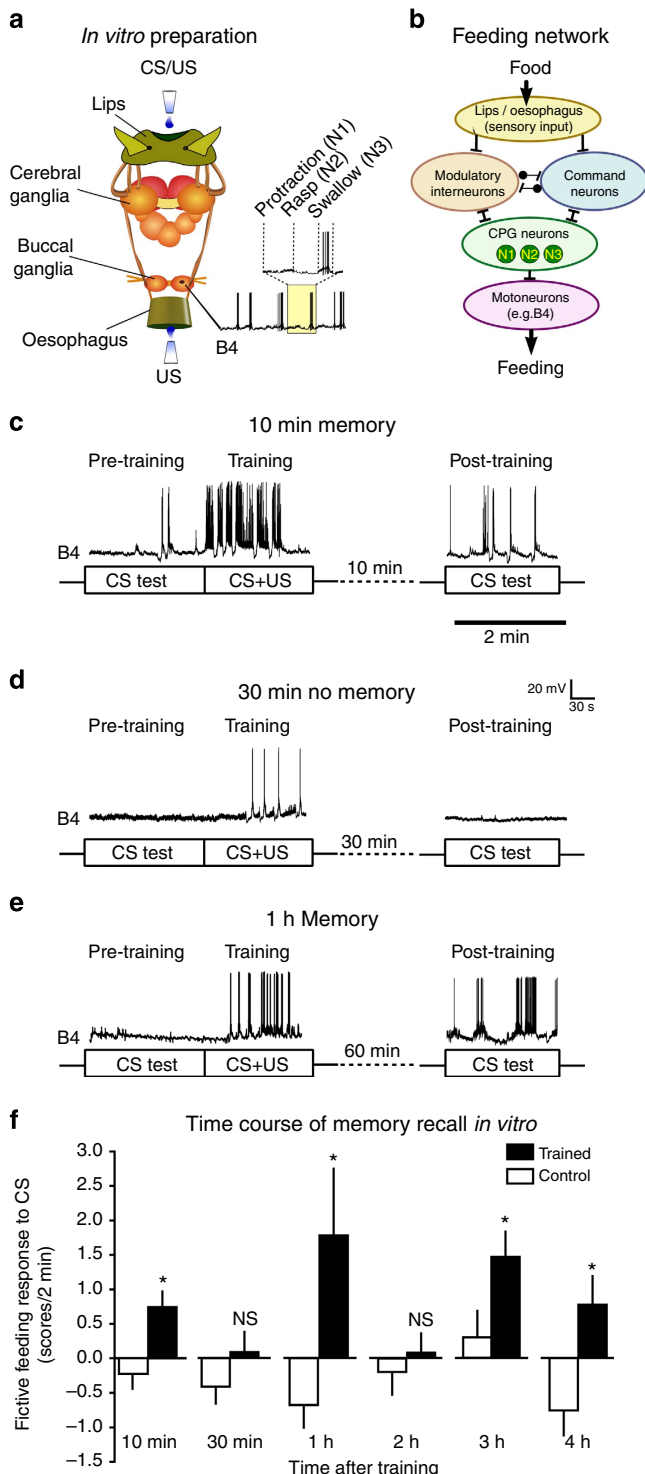 a
In vitro preparation
CS/US
Lips
Cerebral
ganglia
Buccal
ganglia
Oesophagus
US
B4
Protraction (N1)
Rasp (N2)
Swallow (N3)
b
Feeding network
Food
Lips / oesophagus
(sensory input)
Modulatory
interneurons
Command
neurons
CPG neurons
N1 N2 N3
Motoneurons
(e.g.B4)
Feeding
c
10 min memory
Pre-training Training Post-training
B4
CS test CS+US 10 min CS test
2 min
d
30 min no memory
20 mV
30 s
Pre-training Training Post-training
B4
CS test CS+US 30 min CS test
e
1 h Memory
Pre-training Training Post-training
B4
CS test CS+US 60 min CS test
f
Time course of memory recall in vitro
Fictive feeding response to CS
(scores/2 min)
3.0
2.5
2.0
1.5
1.0
0.5
0
−0.5
−1.0
−1.5
Trained
Control
* NS * NS * *
10 min 30 min 1 h 2 h 3 h 4 h
Time after training